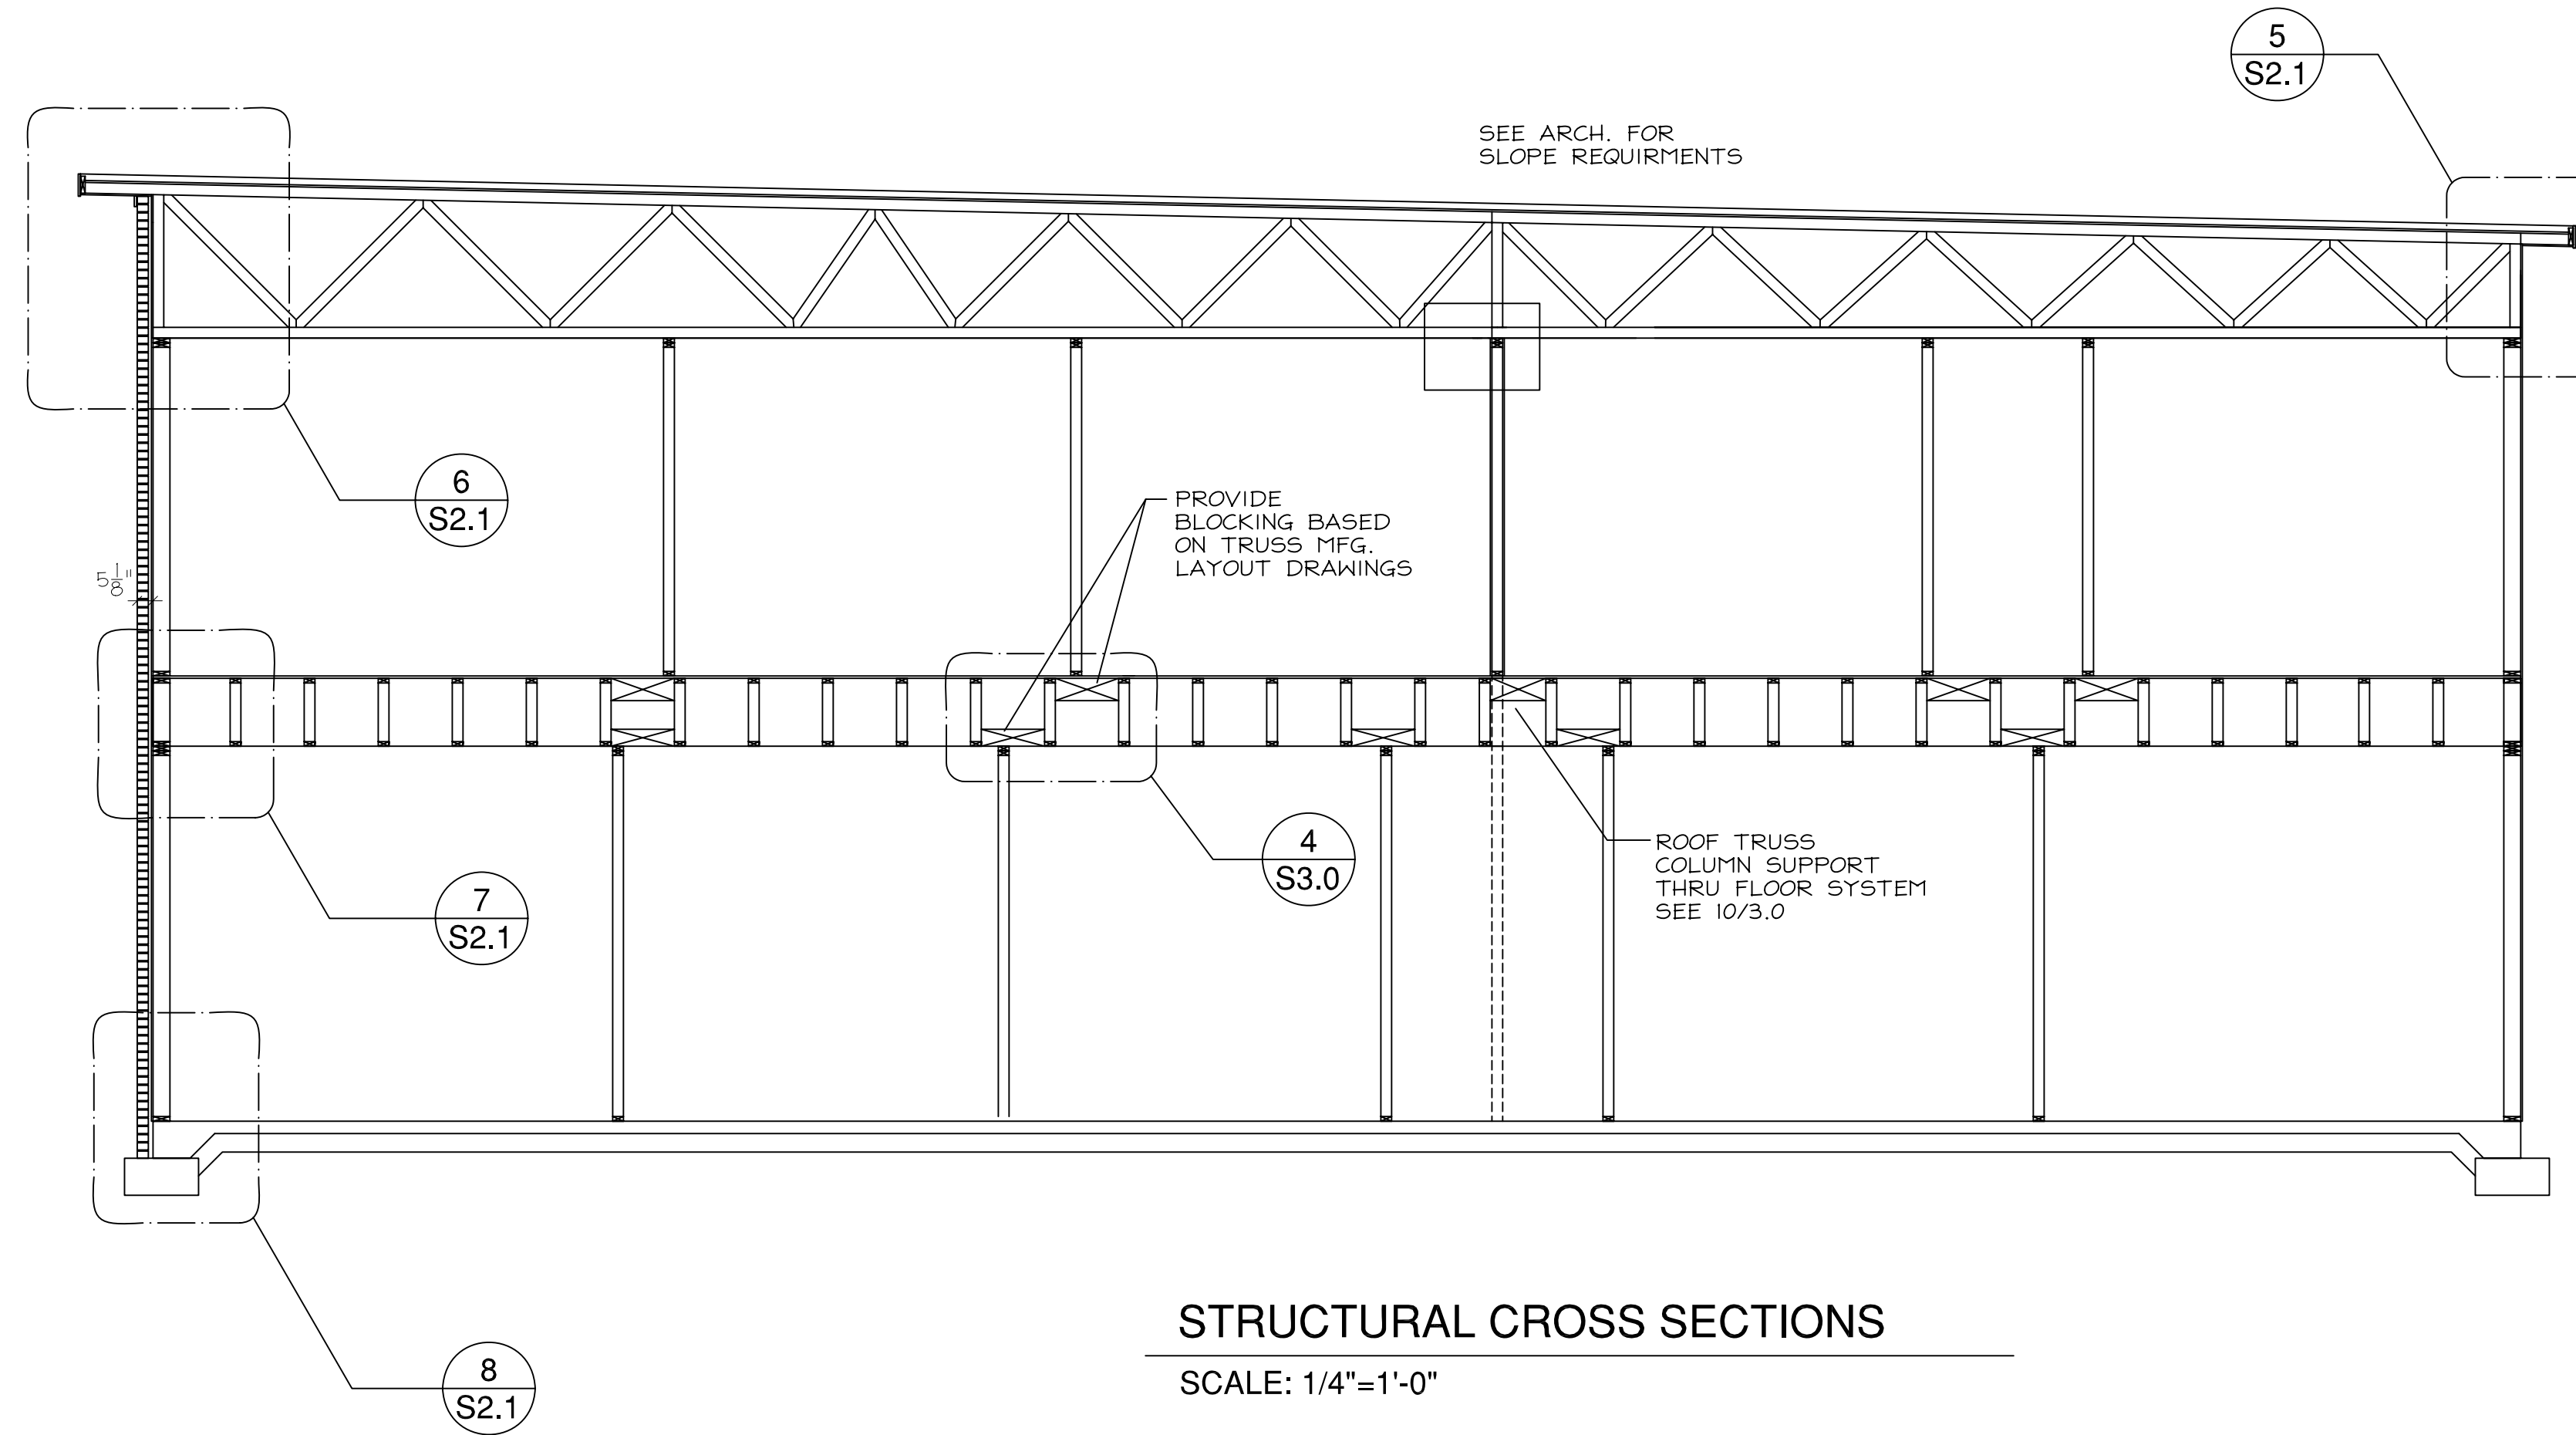 5
S2.1
SEE ARCH. FOR
SLOPE REQUIRMENTS
6
S2.1
PROVIDE
BLOCKING BASED
ON TRUSS MFG.
LAYOUT DRAWINGS
5 1/8"
4
S3.0
ROOF TRUSS
COLUMN SUPPORT
THRU FLOOR SYSTEM
SEE 10/3.0
7
S2.1
STRUCTURAL CROSS SECTIONS
SCALE: 1/4"=1'-0"
8
S2.1